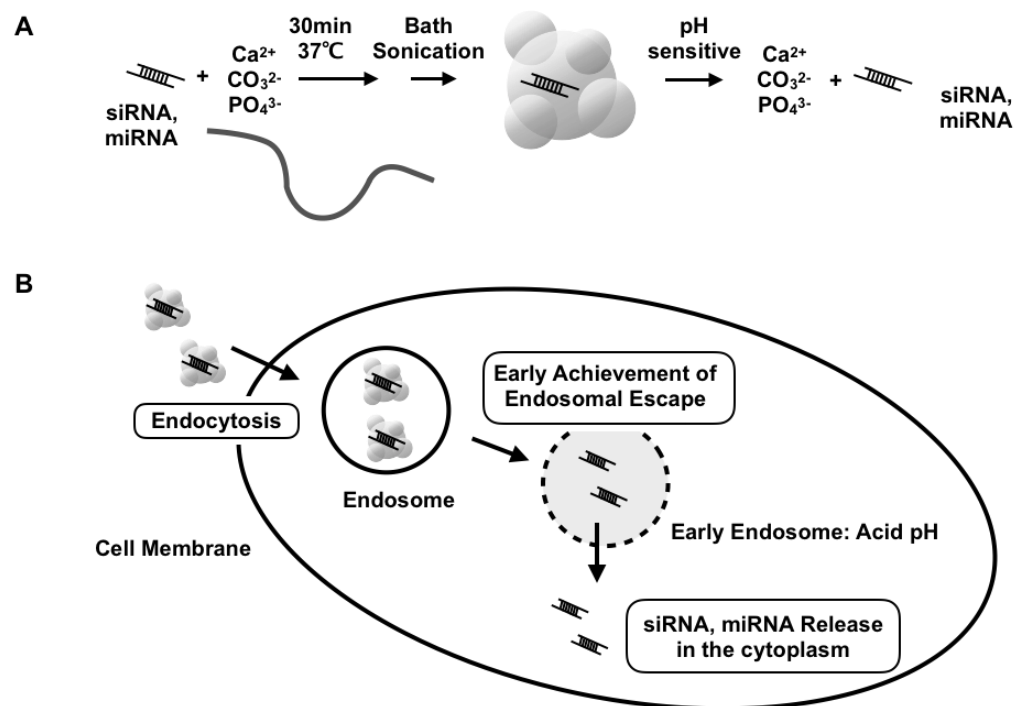 A
30min
37℃
Bath
Sonication
pH
sensitive
+
Ca²⁺
CO₃²⁻
PO₄³⁻
siRNA,
miRNA
Ca²⁺
CO₃²⁻
PO₄³⁻
+
siRNA,
miRNA
B
Early Achievement of
Endosomal Escape
Endocytosis
Endosome
Early Endosome: Acid pH
Cell Membrane
siRNA, miRNA Release
in the cytoplasm